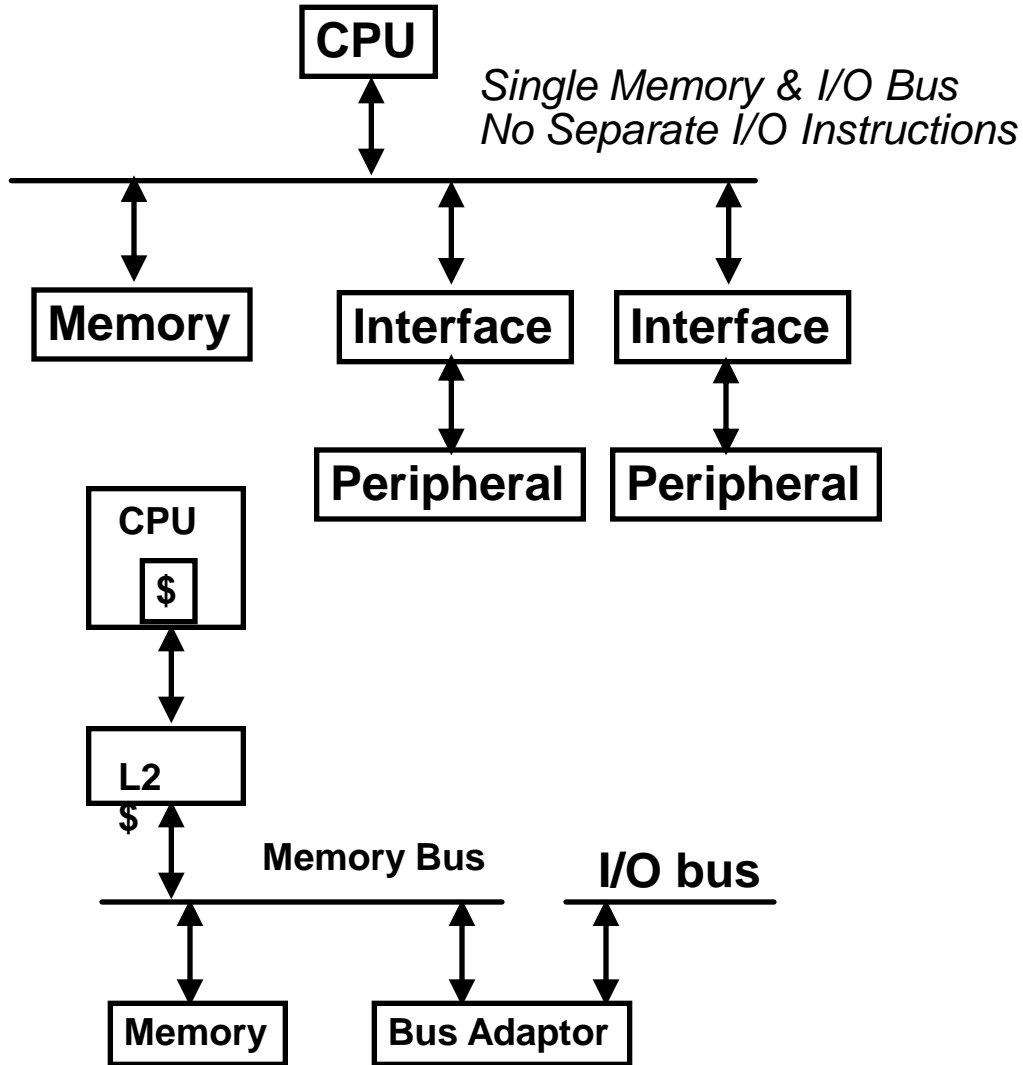 CPU
Single Memory & I/O Bus
No Separate I/O Instructions
Memory
Interface
Interface
Peripheral
Peripheral
CPU
$
L2
$
Memory Bus
I/O bus
Memory
Bus Adaptor